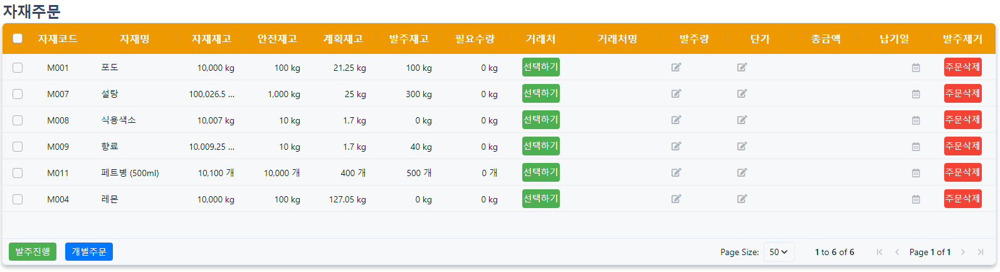 자재주문
자재코드 자재명 자재재고 안전재고 계획재고 발주재고 필요수량 거래처 거래처명 발주량 단가 총금액 납기일 발주제거
M001 포도 10,000 kg 100 kg 21.25 kg 100 kg 0 kg 선택하기 주문삭제
M007 설탕 100,026.5 ... 1,000 kg 25 kg 300 kg 0 kg 선택하기 주문삭제
M008 식용색소 10,007 kg 10 kg 1.7 kg 0 kg 0 kg 선택하기 주문삭제
M009 향료 10,009.25 ... 10 kg 1.7 kg 40 kg 0 kg 선택하기 주문삭제
M011 페트병 (500ml) 10,100 개 10,000 개 400 개 500 개 0 개 선택하기 주문삭제
M004 레몬 10,000 kg 100 kg 127.05 kg 0 kg 0 kg 선택하기 주문삭제
발주진행 개별주문 Page Size: 50 1 to 6 of 6 Page 1 of 1